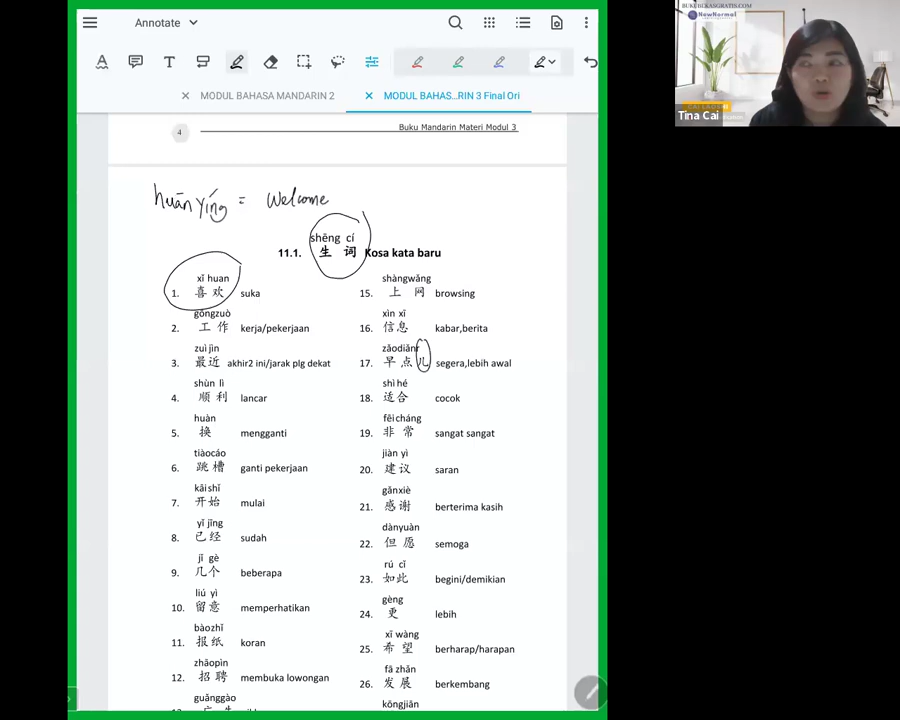 Annotate
MODUL BAHASA MANDARIN 2
MODUL BAHAS...RIN 3 Final Ori
4
Buku Mandarin Materi Modul 3
huān yíng = Welcome
shēng cí
11.1. 生 词 Kosa kata baru
xǐ huan
1. 喜 欢 suka
gōngzuò
2. 工 作 kerja/pekerjaan
zuì jìn
3. 最近 akhir2 ini/jarak plg dekat
shùn lì
4. 顺 利 lancar
huàn
5. 换 mengganti
tiàocáo
6. 跳 槽 ganti pekerjaan
kāi shǐ
7. 开 始 mulai
yǐ jīng
8. 已 经 sudah
jǐ gè
9. 几 个 beberapa
liú yì
10. 留 意 memperhatikan
bàozhǐ
11. 报 纸 koran
zhāopìn
12. 招 聘 membuka lowongan
guǎnggào
shàngwǎng
15. 上 网 browsing
xìn xī
16. 信息 kabar,berita
zǎodiǎnr
17. 早 点 儿 segera,lebih awal
shì hé
18. 适合 cocok
fēi cháng
19. 非 常 sangat sangat
jiàn yì
20. 建 议 saran
gǎnxiè
21. 感 谢 berterima kasih
dànyuàn
22. 但 愿 semoga
rú cǐ
23. 如 此 begini/demikian
gèng
24. 更 lebih
xī wàng
25. 希 望 berharap/harapan
fā zhǎn
26. 发 展 berkembang
kōngjiān
BUKUBEKASGRATIS.COM
NewNormal
Tina Cai